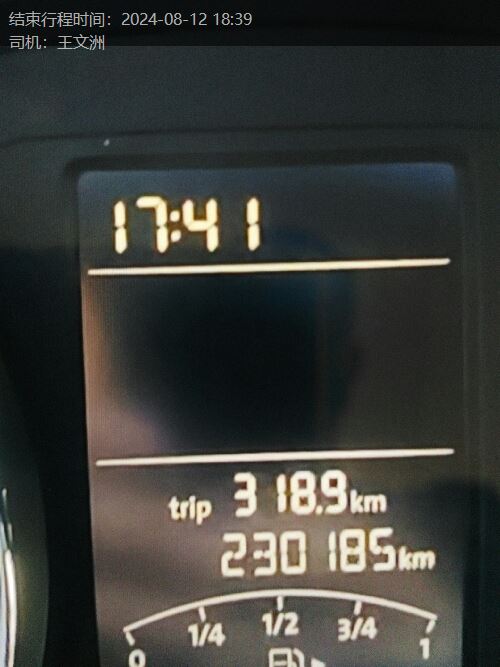 结束行程时间：2024-08-12 18:39
司机：王文洲
17:41
trip 318.9km
230185km
0 1/4 1/2 3/4 1